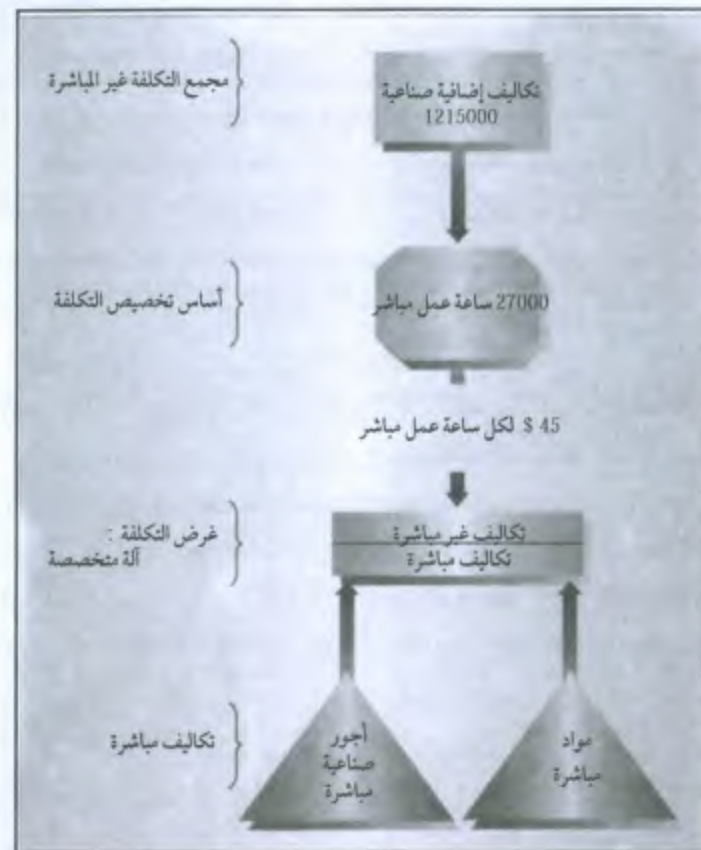 مجمع التكلفة غير المباشرة
تكاليف إضافية صناعية
1215000
أساس تخصيص التكلفة
27000 ساعة عمل مباشر
45 $ لكل ساعة عمل مباشر
غرض التكلفة :
آلة متخصصة
تكاليف غير مباشرة
تكاليف مباشرة
تكاليف مباشرة
أجور
صناعية
مباشرة
مواد
مباشرة